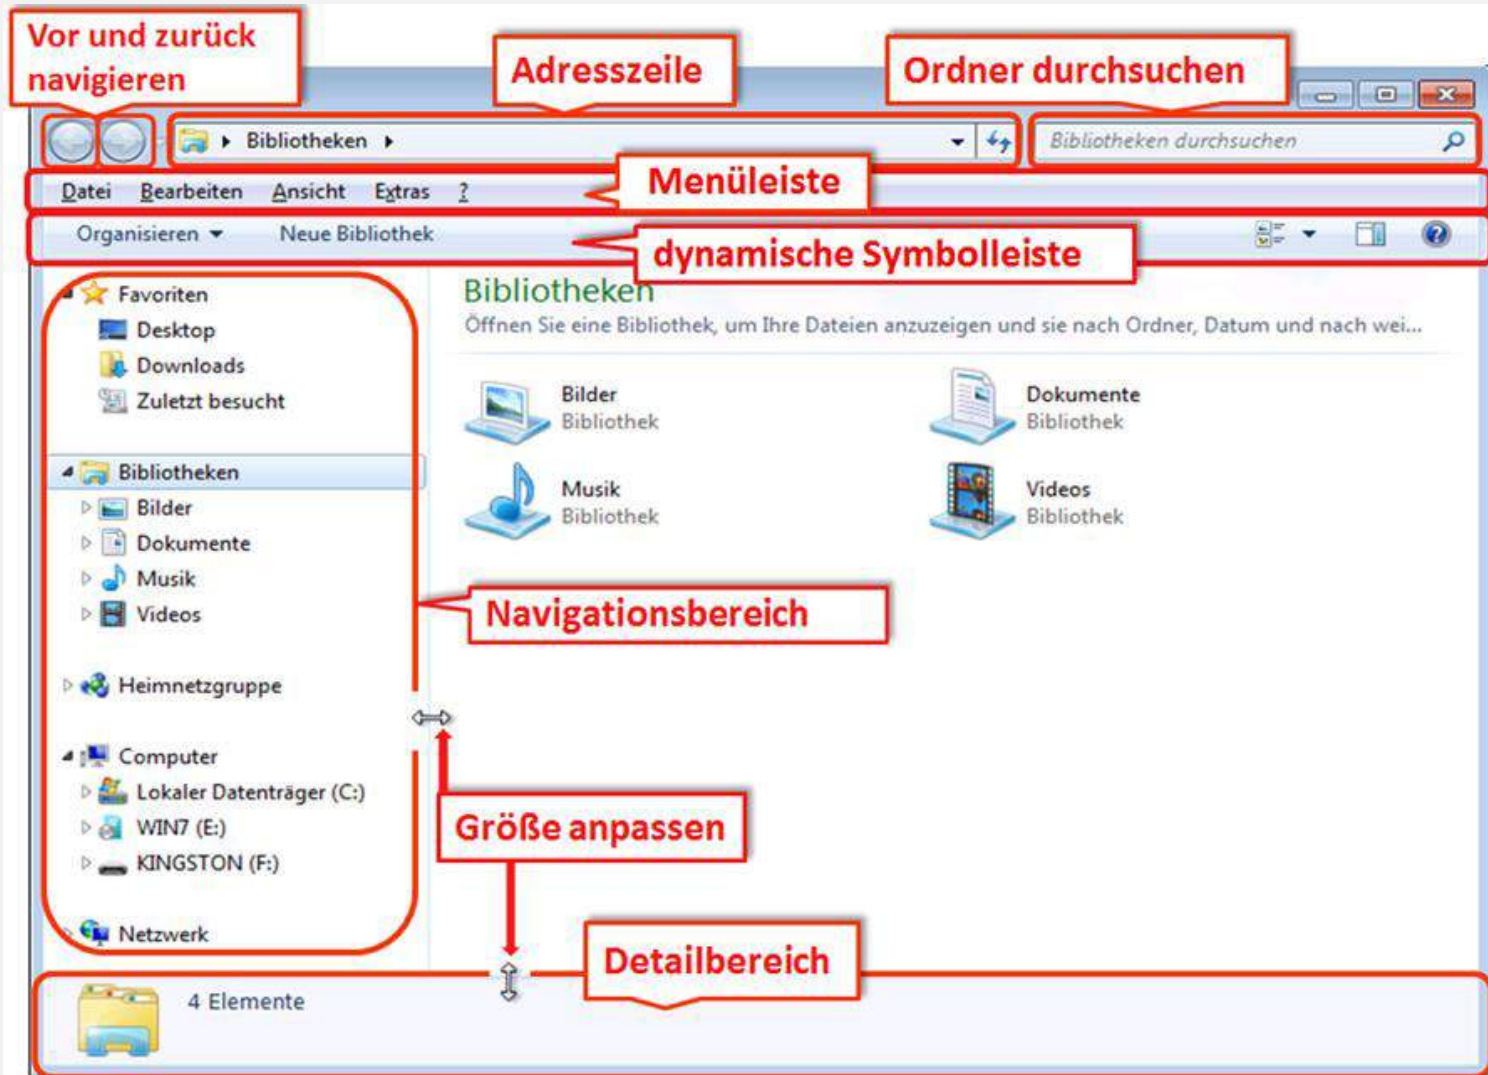 Vor und zurück
navigieren
Adresszeile
Ordner durchsuchen
Bibliotheken
Bibliotheken durchsuchen
Menüleiste
Datei Bearbeiten Ansicht Extras ?
Organisieren Neue Bibliothek
dynamische Symbolleiste
Favoriten
Desktop
Downloads
Zuletzt besucht
Bibliotheken
Bilder
Dokumente
Musik
Videos
Heimnetzgruppe
Computer
Lokaler Datenträger (C:)
WIN7 (E:)
KINGSTON (F:)
Netzwerk
Bibliotheken
Öffnen Sie eine Bibliothek, um Ihre Dateien anzuzeigen und sie nach Ordner, Datum und nach wei...
Bilder
Bibliothek
Dokumente
Bibliothek
Musik
Bibliothek
Videos
Bibliothek
Navigationsbereich
Größe anpassen
Detailbereich
4 Elemente